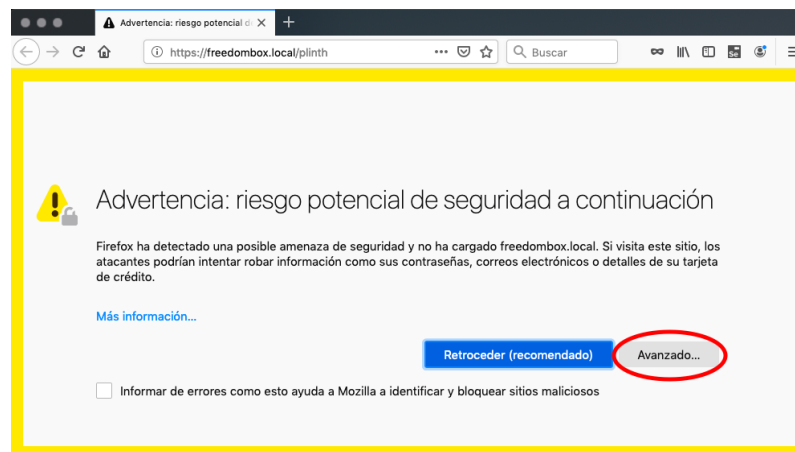 Advertencia: riesgo potencial de
https://freedombox.local/plinth
Buscar
Se
Advertencia: riesgo potencial de seguridad a continuación
Firefox ha detectado una posible amenaza de seguridad y no ha cargado freedombox.local. Si visita este sitio, los
atacantes podrían intentar robar información como sus contraseñas, correos electrónicos o detalles de su tarjeta
de crédito.
Más información...
Retroceder (recomendado)
Avanzado...
Informar de errores como esto ayuda a Mozilla a identificar y bloquear sitios maliciosos